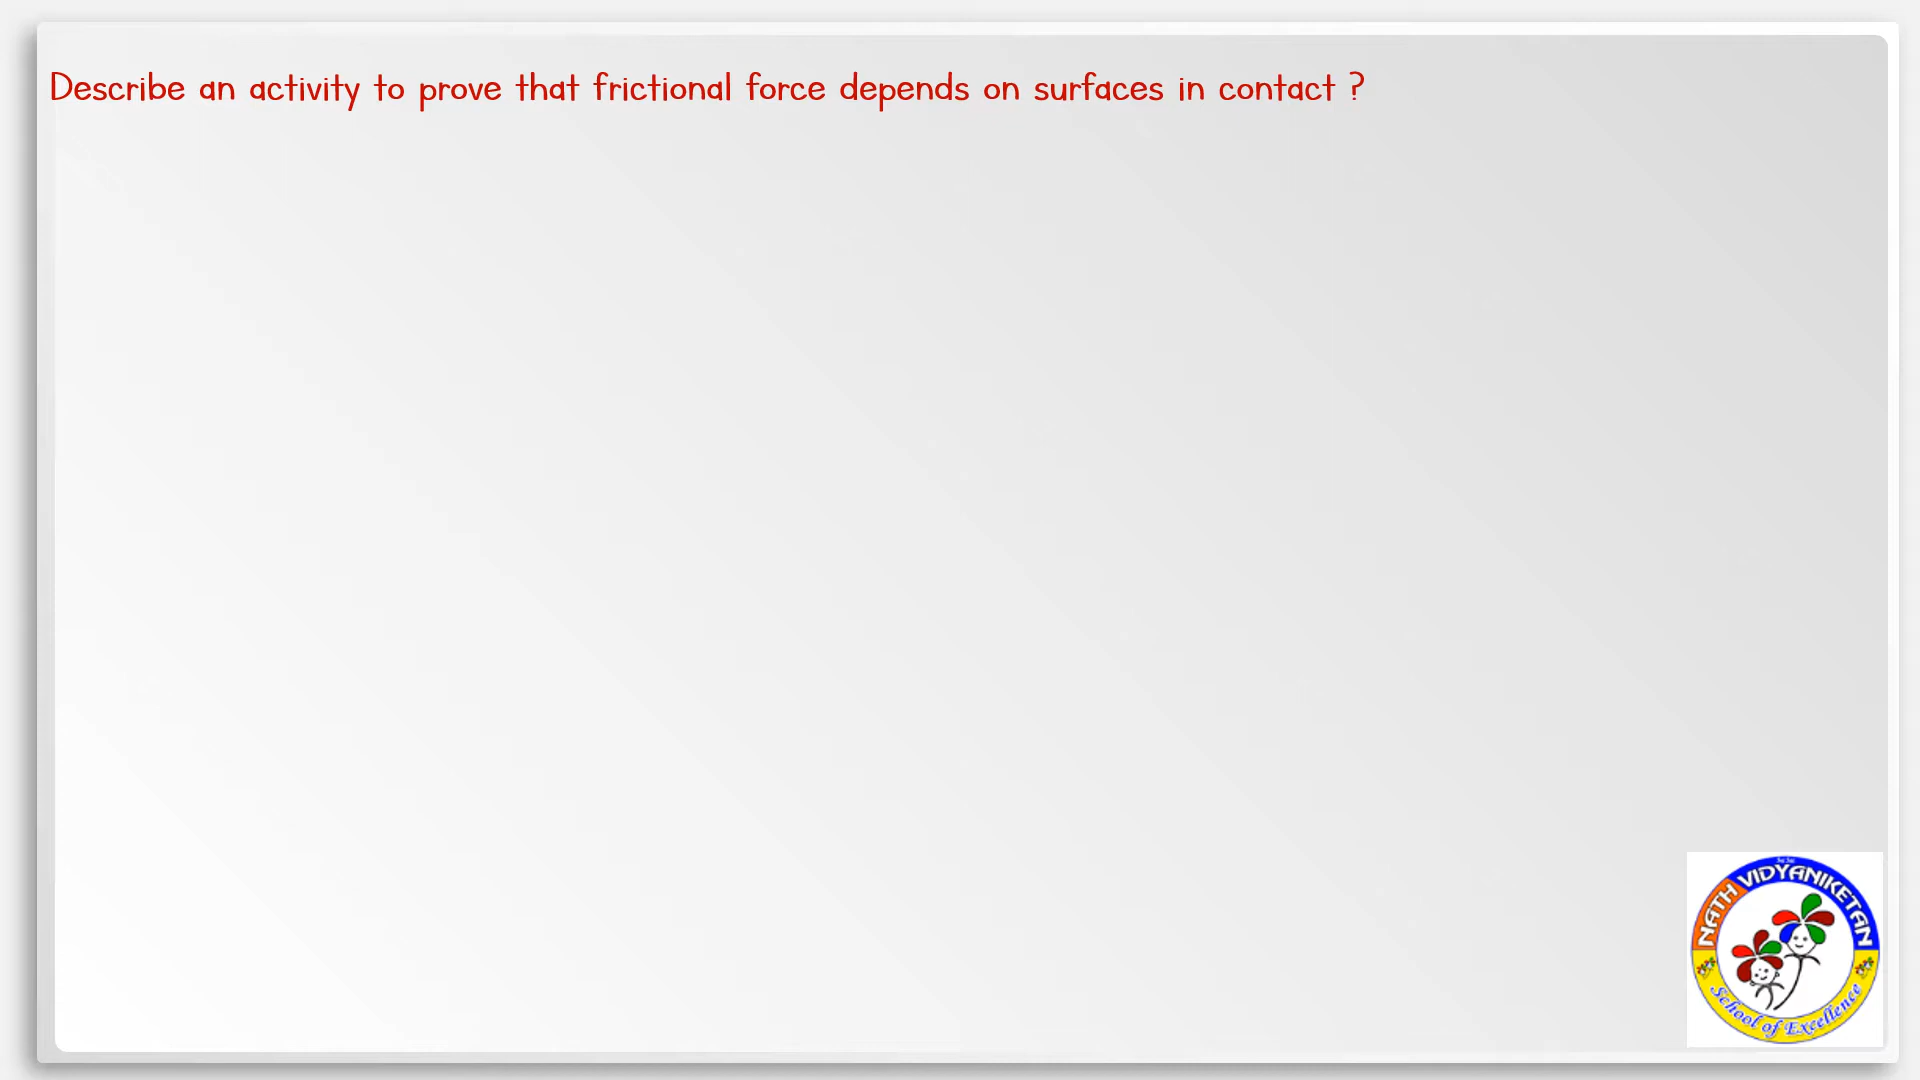 Describe an activity to prove that frictional force depends on surfaces in contact ?
NATH VIDYANIKETAN
School of Excellence